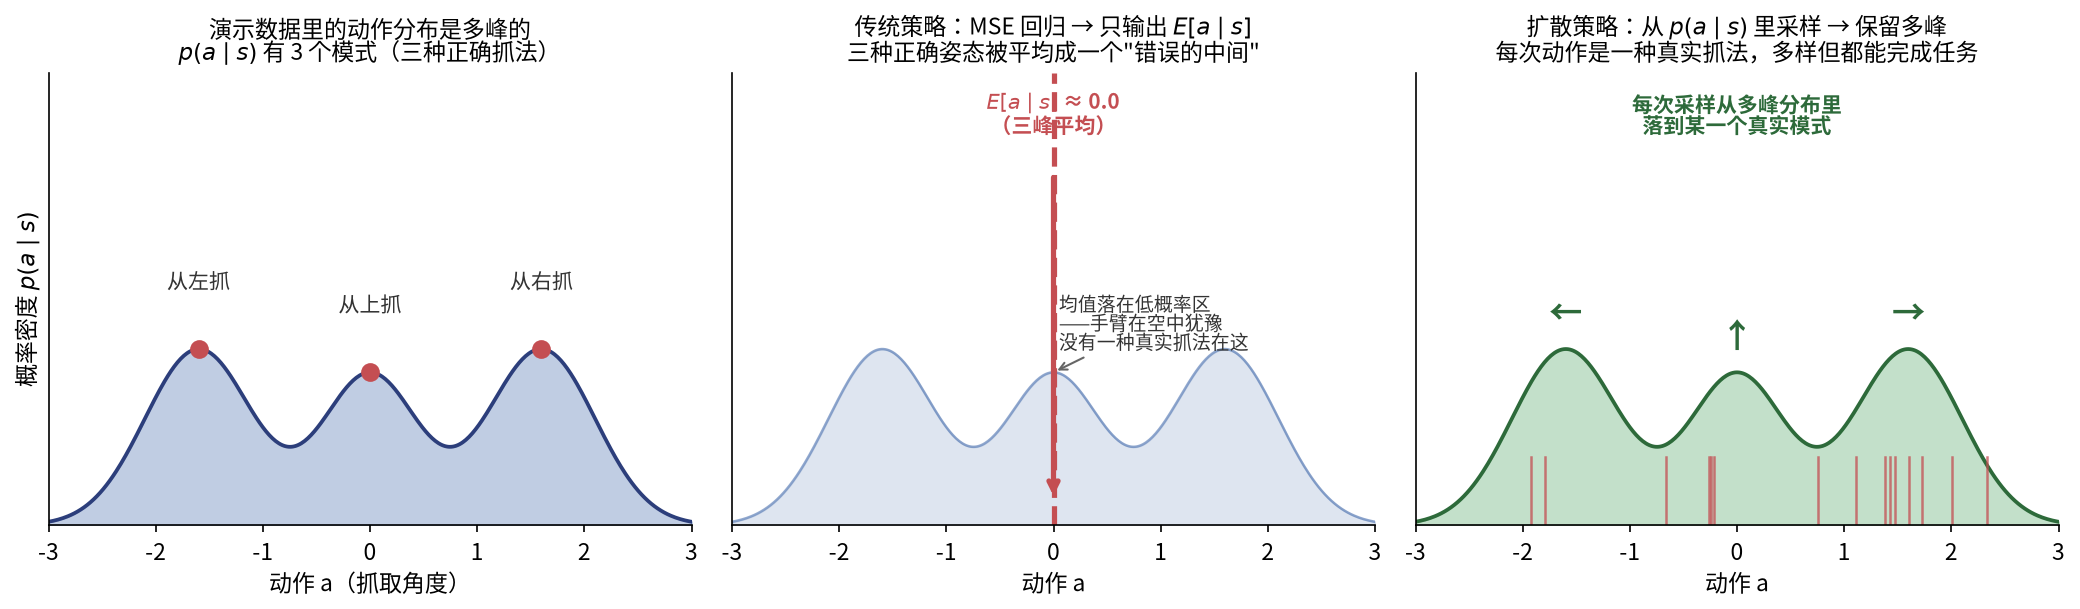 演示数据里的动作分布是多峰的
p(a | s) 有 3 个模式（三种正确抓法）
概率密度 p(a | s)
从左抓
从上抓
从右抓
-3 -2 -1 0 1 2 3
动作 a（抓取角度）
传统策略：MSE 回归 → 只输出 E[a | s]
三种正确姿态被平均成一个"错误的中间"
E[a | s] ≈ 0.0
（三峰平均）
均值落在低概率区
——手臂在空中犹豫
没有一种真实抓法在这
-3 -2 -1 0 1 2 3
动作 a
扩散策略：从 p(a | s) 里采样 → 保留多峰
每次动作是一种真实抓法，多样但都能完成任务
每次采样从多峰分布里
落到某一个真实模式
← ↑ →
-3 -2 -1 0 1 2 3
动作 a